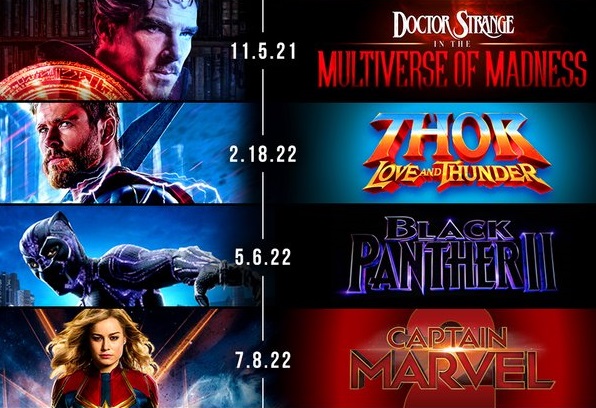 11.5.21
DOCTOR STRANGE
IN THE
MULTIVERSE OF MADNESS
2.18.22
THOR
LOVE AND THUNDER
5.6.22
BLACK
PANTHER II
7.8.22
CAPTAIN
MARVEL
2